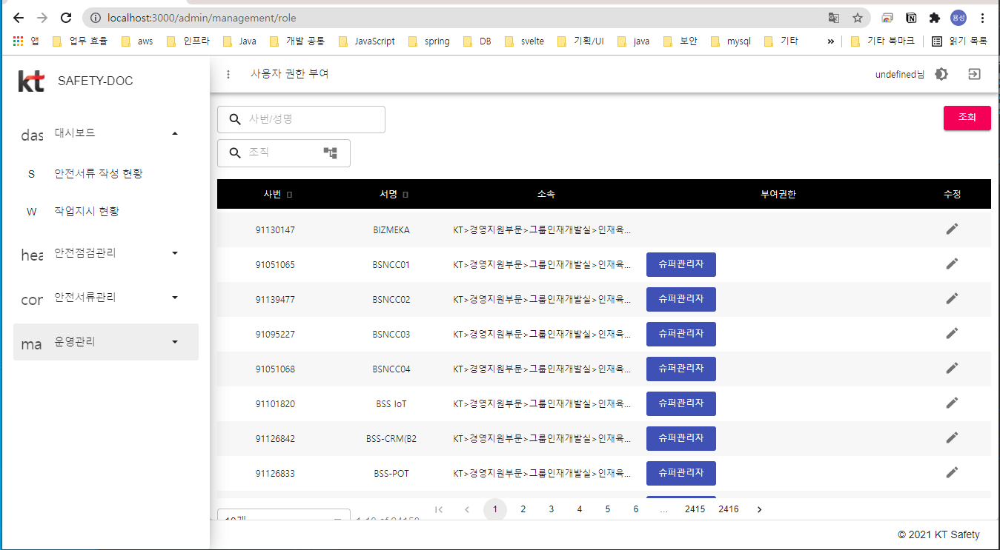 localhost:3000/admin/management/role 용성
앱 업무 효율 aws 인프라 Java 개발 공통 JavaScript spring DB svelte 기획/UI java 보안 mysql 기타 » 기타 북마크 읽기 목록
kt SAFETY-DOC
사용자 권한 부여 undefined님
das 대시보드
S 안전서류 작성 현황
W 작업지시 현황
hea 안전점검관리
cor 안전서류관리
ma 운영관리
사번/성명
조회
조직
사번 서명 소속 부여권한 수정
91130147 BIZMEKA KT>경영지원부문>그룹인재개발실>인재육...
91051065 BSNCC01 KT>경영지원부문>그룹인재개발실>인재육... 슈퍼관리자
91139477 BSNCC02 KT>경영지원부문>그룹인재개발실>인재육... 슈퍼관리자
91095227 BSNCC03 KT>경영지원부문>그룹인재개발실>인재육... 슈퍼관리자
91051068 BSNCC04 KT>경영지원부문>그룹인재개발실>인재육... 슈퍼관리자
91101820 BSS IoT KT>경영지원부문>그룹인재개발실>인재육... 슈퍼관리자
91126842 BSS-CRM(B2 KT>경영지원부문>그룹인재개발실>인재육... 슈퍼관리자
91126833 BSS-POT KT>경영지원부문>그룹인재개발실>인재육... 슈퍼관리자
1 2 3 4 5 6 ... 2415 2416
© 2021 KT Safety